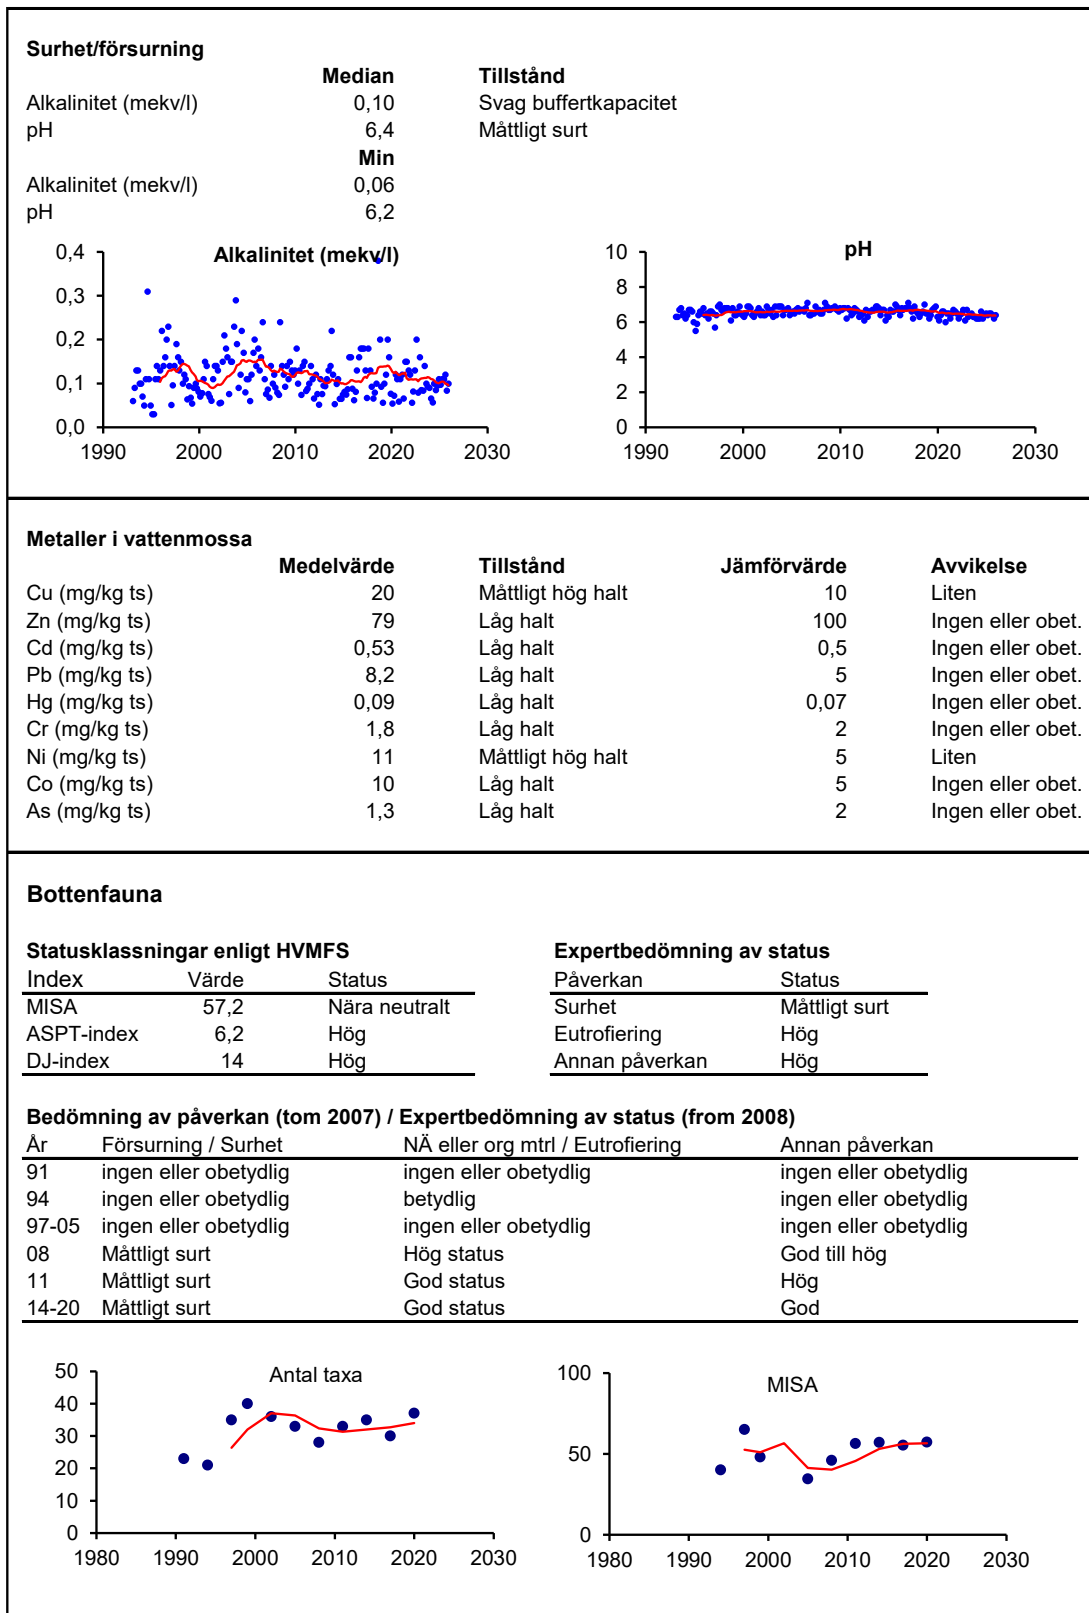 Surhet/försurning
Median Tillstånd
Alkalinitet (mekv/l) 0,10 Svag buffertkapacitet
pH 6,4 Måttligt surt
Min
Alkalinitet (mekv/l) 0,06
pH 6,2
Alkalinitet (mekv/l)
0,4
0,3
0,2
0,1
0,0
1990 2000 2010 2020 2030
pH
10
8
6
4
2
0
1990 2000 2010 2020 2030
Metaller i vattenmossa
Medelvärde Tillstånd Jämförvärde Avvikelse
Cu (mg/kg ts) 20 Måttligt hög halt 10 Liten
Zn (mg/kg ts) 79 Låg halt 100 Ingen eller obet.
Cd (mg/kg ts) 0,53 Låg halt 0,5 Ingen eller obet.
Pb (mg/kg ts) 8,2 Låg halt 5 Ingen eller obet.
Hg (mg/kg ts) 0,09 Låg halt 0,07 Ingen eller obet.
Cr (mg/kg ts) 1,8 Låg halt 2 Ingen eller obet.
Ni (mg/kg ts) 11 Måttligt hög halt 5 Liten
Co (mg/kg ts) 10 Låg halt 5 Ingen eller obet.
As (mg/kg ts) 1,3 Låg halt 2 Ingen eller obet.
Bottenfauna
Statusklassningar enligt HVMFS
Index Värde Status
MISA 57,2 Nära neutralt
ASPT-index 6,2 Hög
DJ-index 14 Hög
Expertbedömning av status
Påverkan Status
Surhet Måttligt surt
Eutrofiering Hög
Annan påverkan Hög
Bedömning av påverkan (tom 2007) / Expertbedömning av status (from 2008)
År Försurning / Surhet NÄ eller org mtrl / Eutrofiering Annan påverkan
91 ingen eller obetydlig ingen eller obetydlig ingen eller obetydlig
94 ingen eller obetydlig betydlig ingen eller obetydlig
97-05 ingen eller obetydlig ingen eller obetydlig ingen eller obetydlig
08 Måttligt surt Hög status God till hög
11 Måttligt surt God status Hög
14-20 Måttligt surt God status God
Antal taxa
50
40
30
20
10
0
1980 1990 2000 2010 2020 2030
MISA
100
50
0
1980 1990 2000 2010 2020 2030